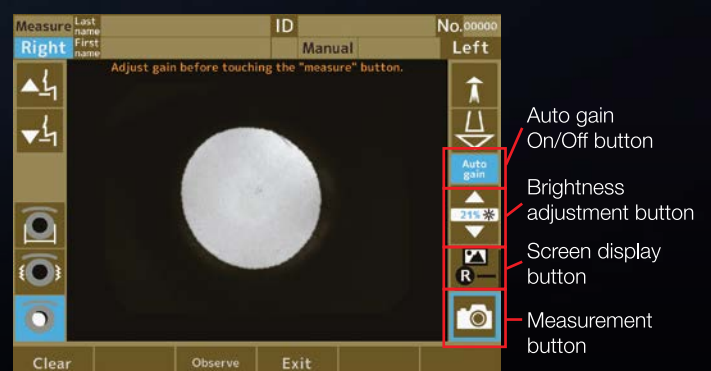 Measure Last name ID No. 00000
Right First name Manual Left
Adjust gain before touching the "measure" button.
Auto gain
21%
R
Clear Observe Exit
Auto gain
On/Off button
Brightness
adjustment button
Screen display
button
Measurement
button